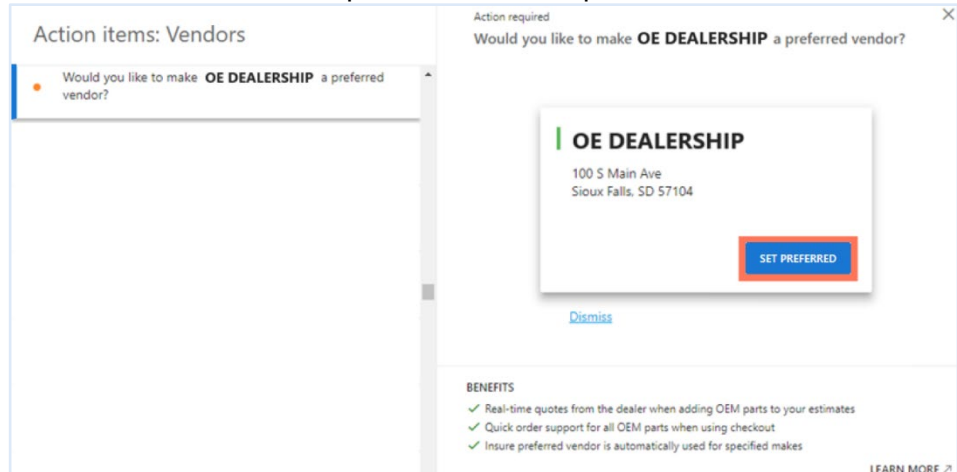 Action items: Vendors
Would you like to make OE DEALERSHIP a preferred
vendor?
Action required
Would you like to make OE DEALERSHIP a preferred vendor?
OE DEALERSHIP
100 S Main Ave
Sioux Falls, SD 57104
SET PREFERRED
Dismiss
BENEFITS
✓ Real-time quotes from the dealer when adding OEM parts to your estimates
✓ Quick order support for all OEM parts when using checkout
✓ Insure preferred vendor is automatically used for specified makes
LEARN MORE